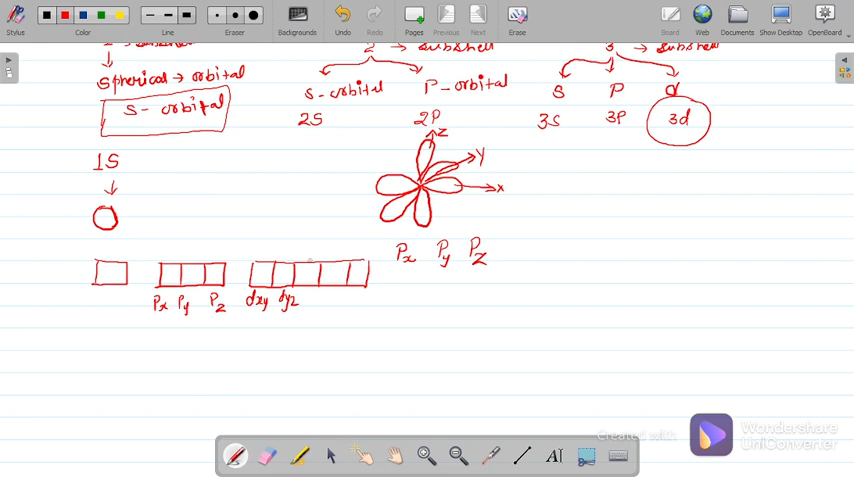 Stylus Color Line Eraser Backgrounds Undo Redo Pages Previous Next Erase Board Web Documents Show Desktop OpenBoard
2 → subshell
3 → subshell
Spherical → orbital
S - orbital
S - orbital P - orbital
S P d
2S 2P
3S 3P 3d
1S
Z
Y
x
Px Py Pz
Px Py Pz dxy dyz
Created with Wondershare UniConverter